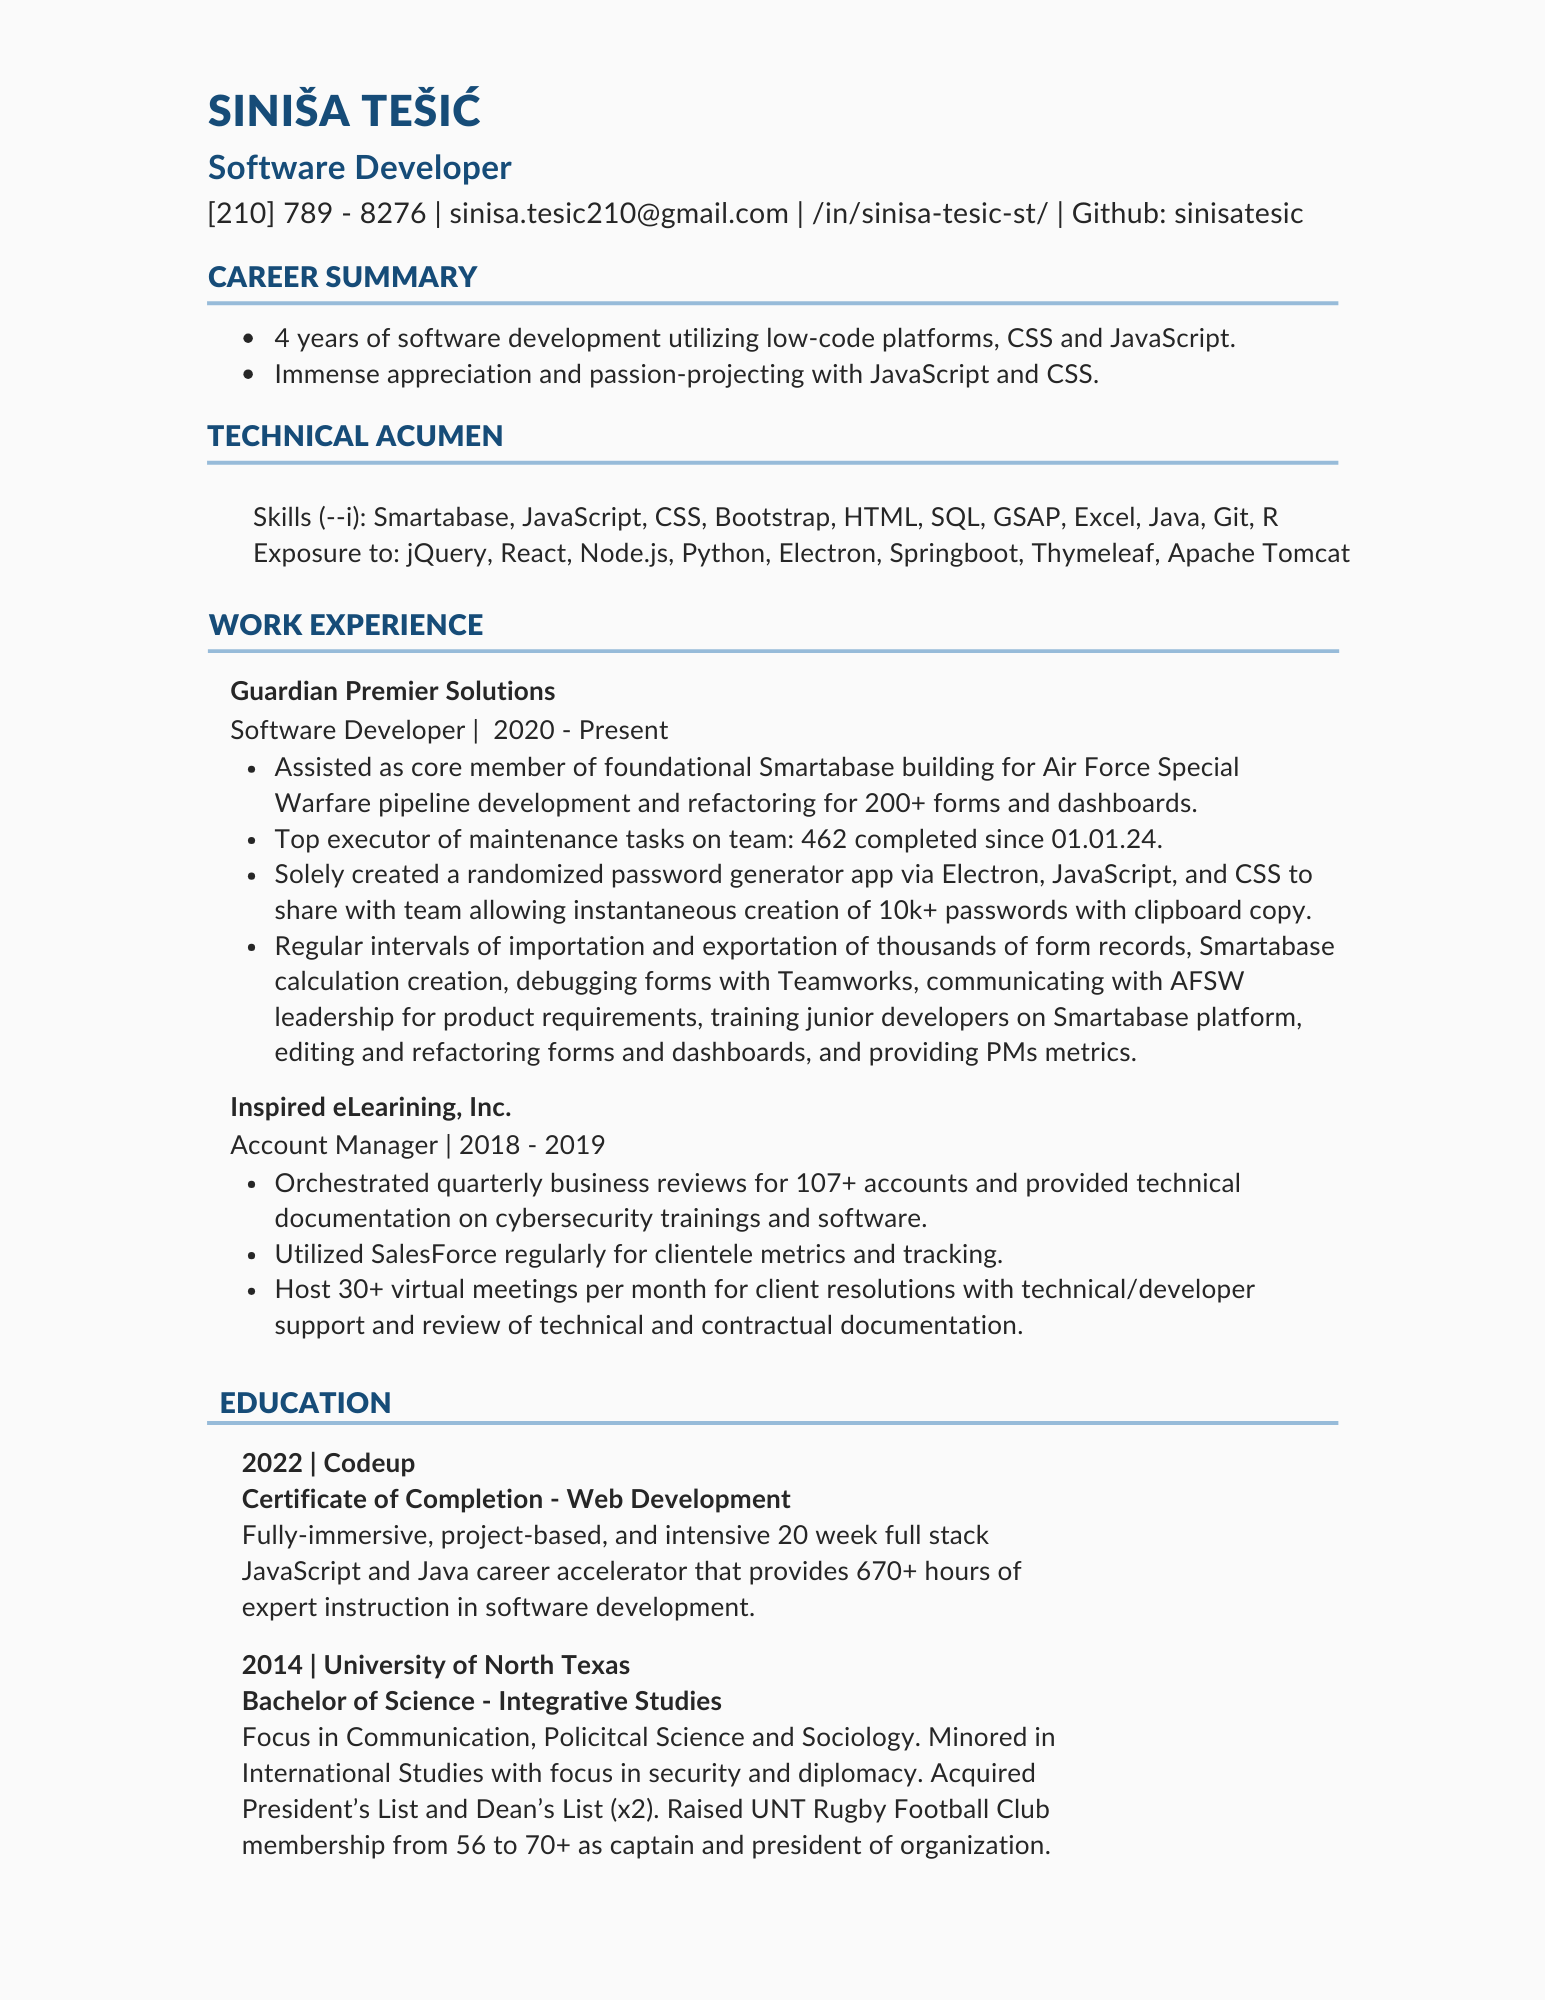 SINIŠA TEŠIĆ
Software Developer
[210] 789 - 8276 | sinisa.tesic210@gmail.com | /in/sinisa-tesic-st/ | Github: sinisatesic
CAREER SUMMARY
• 4 years of software development utilizing low-code platforms, CSS and JavaScript.
• Immense appreciation and passion-projecting with JavaScript and CSS.
TECHNICAL ACUMEN
Skills (--i): Smartabase, JavaScript, CSS, Bootstrap, HTML, SQL, GSAP, Excel, Java, Git, R
Exposure to: jQuery, React, Node.js, Python, Electron, Springboot, Thymeleaf, Apache Tomcat
WORK EXPERIENCE
Guardian Premier Solutions
Software Developer | 2020 - Present
• Assisted as core member of foundational Smartabase building for Air Force Special
Warfare pipeline development and refactoring for 200+ forms and dashboards.
• Top executor of maintenance tasks on team: 462 completed since 01.01.24.
• Solely created a randomized password generator app via Electron, JavaScript, and CSS to
share with team allowing instantaneous creation of 10k+ passwords with clipboard copy.
• Regular intervals of importation and exportation of thousands of form records, Smartabase
calculation creation, debugging forms with Teamworks, communicating with AFSW
leadership for product requirements, training junior developers on Smartabase platform,
editing and refactoring forms and dashboards, and providing PMs metrics.
Inspired eLearining, Inc.
Account Manager | 2018 - 2019
• Orchestrated quarterly business reviews for 107+ accounts and provided technical
documentation on cybersecurity trainings and software.
• Utilized SalesForce regularly for clientele metrics and tracking.
• Host 30+ virtual meetings per month for client resolutions with technical/developer
support and review of technical and contractual documentation.
EDUCATION
2022 | Codeup
Certificate of Completion - Web Development
Fully-immersive, project-based, and intensive 20 week full stack
JavaScript and Java career accelerator that provides 670+ hours of
expert instruction in software development.
2014 | University of North Texas
Bachelor of Science - Integrative Studies
Focus in Communication, Policitcal Science and Sociology. Minored in
International Studies with focus in security and diplomacy. Acquired
President’s List and Dean’s List (x2). Raised UNT Rugby Football Club
membership from 56 to 70+ as captain and president of organization.